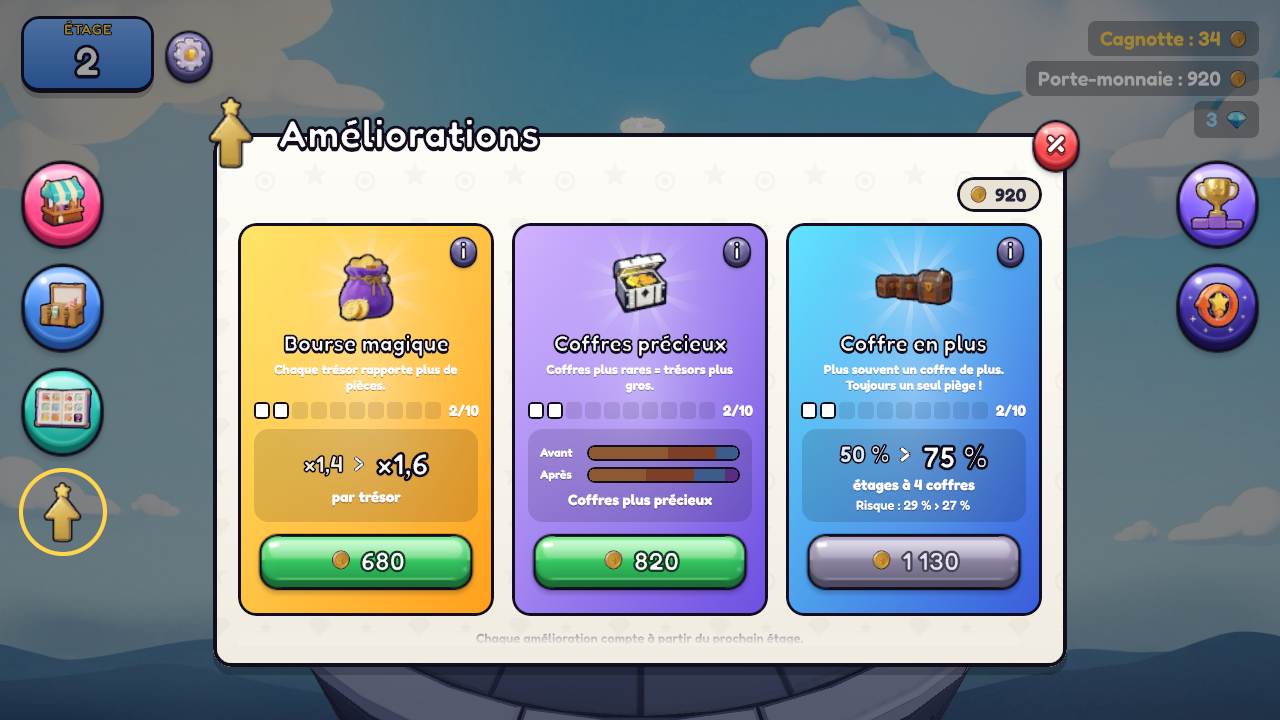 ÉTAGE
2
Cagnotte : 34
Porte-monnaie : 920
3
Améliorations
920
i
Bourse magique
Chaque trésor rapporte plus de
pièces.
2/10
×1,4 > ×1,6
par trésor
680
i
Coffres précieux
Coffres plus rares = trésors plus
gros.
2/10
Avant
Après
Coffres plus précieux
820
i
Coffre en plus
Plus souvent un coffre de plus.
Toujours un seul piège !
2/10
50 % > 75 %
étages à 4 coffres
Risque : 29 % › 27 %
1 130
Chaque amélioration compte à partir du prochain étage.